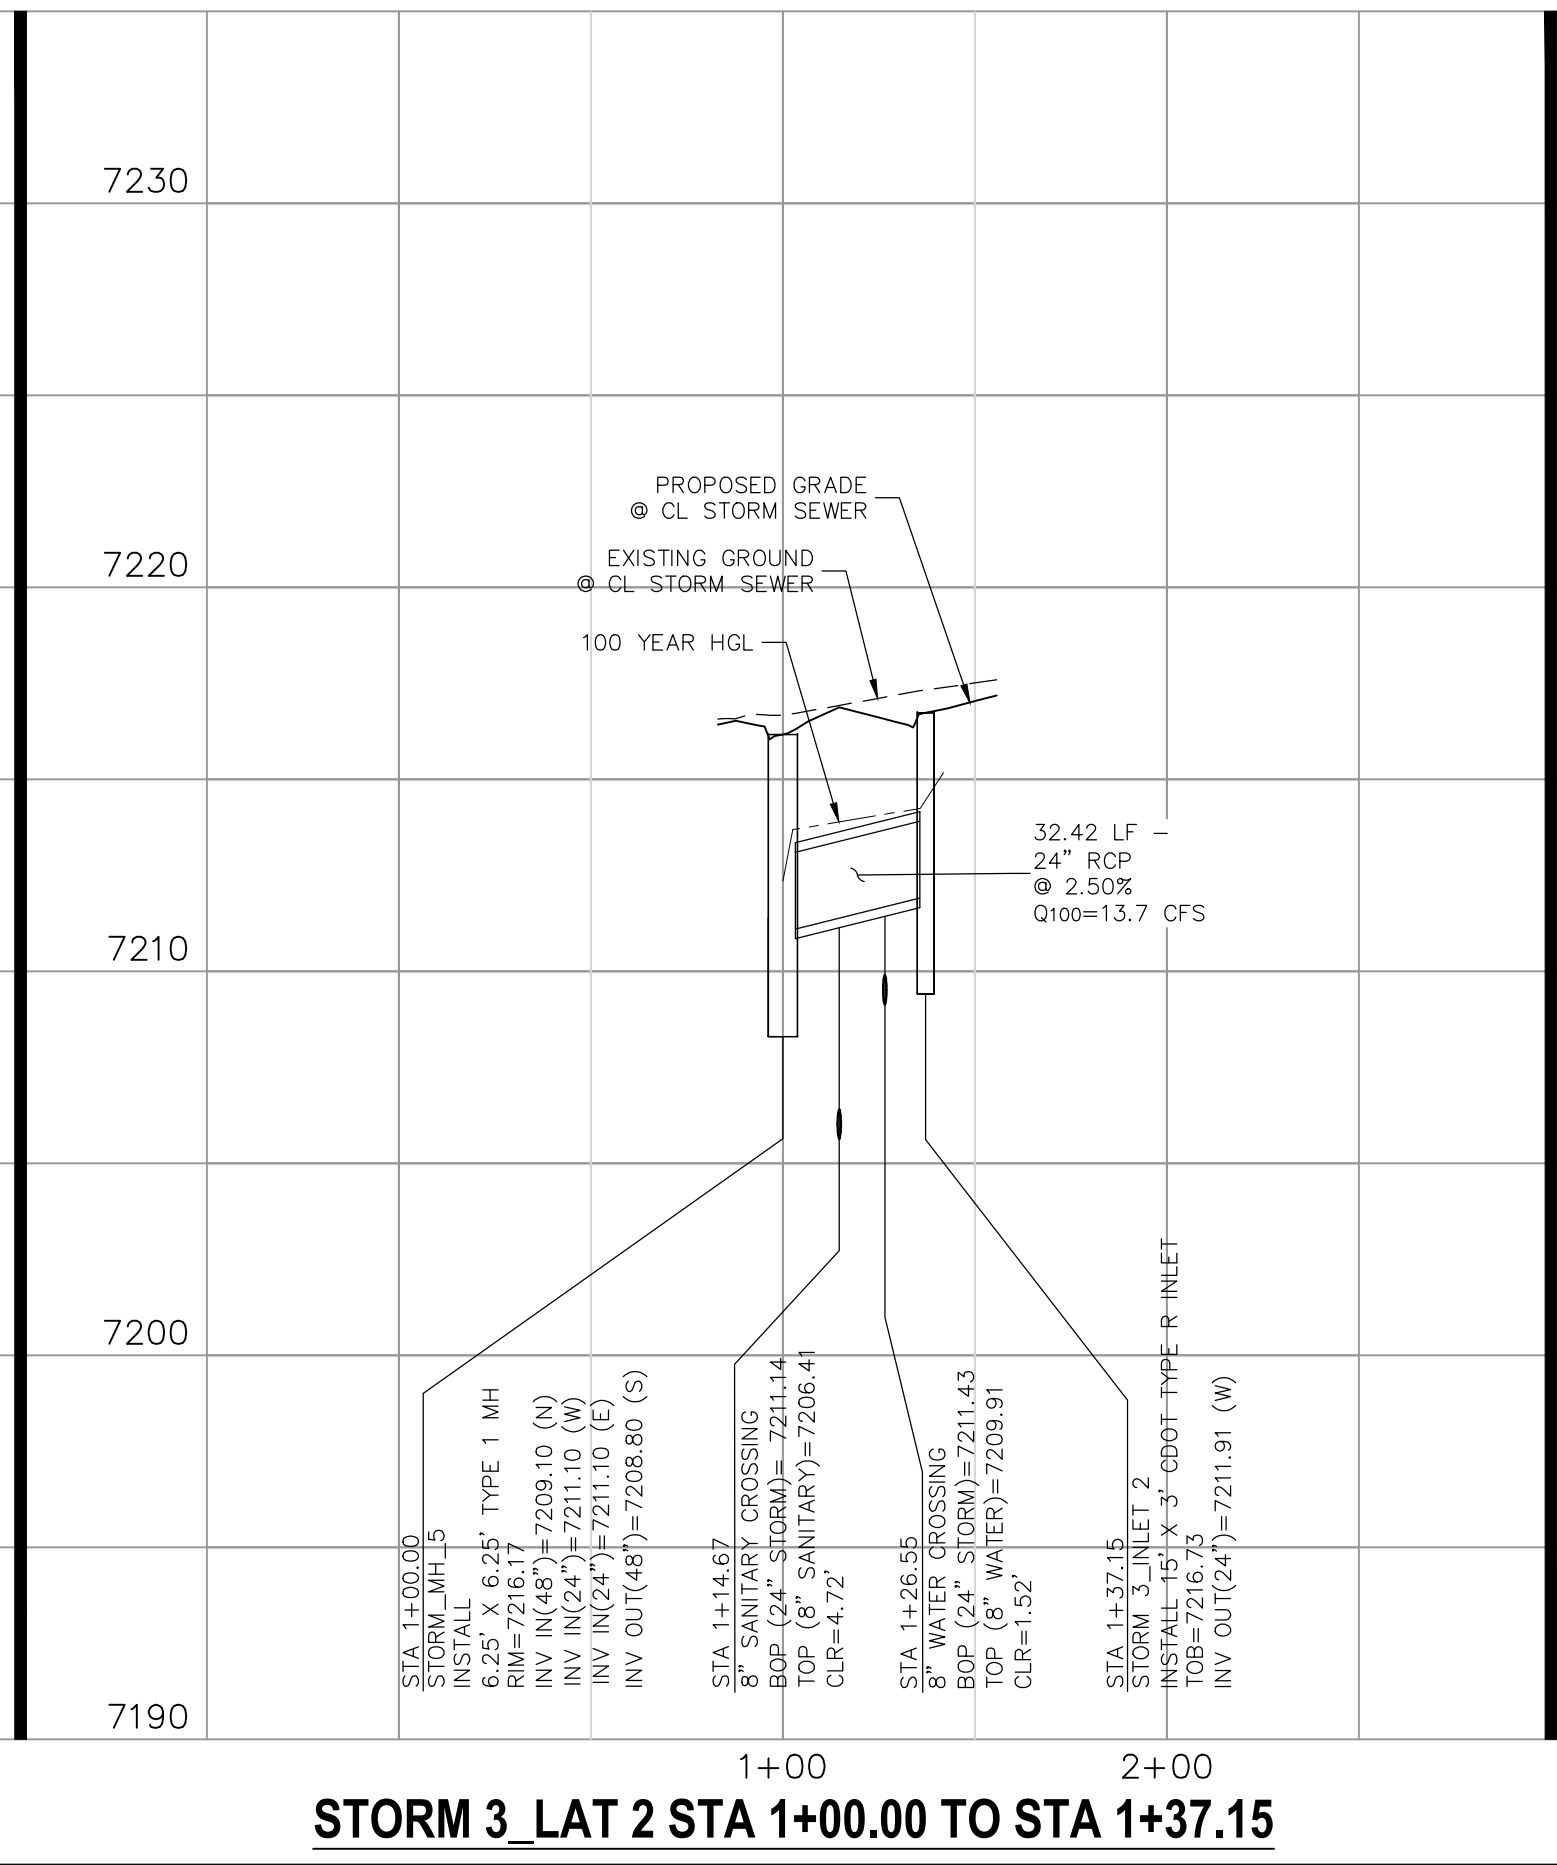 7230
PROPOSED GRADE
@ CL STORM SEWER
7220
EXISTING GROUND
@ CL STORM SEWER
100 YEAR HGL
32.42 LF –
24" RCP
@ 2.50%
Q100=13.7 CFS
7210
7200
STA 1+00.00
STORM_MH_5
INSTALL
6.25' X 6.25' TYPE 1 MH
RIM=7216.17
INV IN(48")=7209.10 (N)
INV IN(24")=7211.10 (W)
INV IN(24")=7211.10 (E)
INV OUT(48")=7208.80 (S)
STA 1+14.67
8" SANITARY CROSSING
BOP (24" STORM)= 7211.14
TOP (8" SANITARY)=7206.41
CLR=4.72'
STA 1+26.55
8" WATER CROSSING
BOP (24" STORM)=7211.43
TOP (8" WATER)=7209.91
CLR=1.52'
STA 1+37.15
STORM 3_INLET 2
INSTALL 15' X 3' CDOT TYPE R INLET
TOB=7216.73
INV OUT(24")=7211.91 (W)
7190
1+00
2+00
STORM 3_LAT 2 STA 1+00.00 TO STA 1+37.15